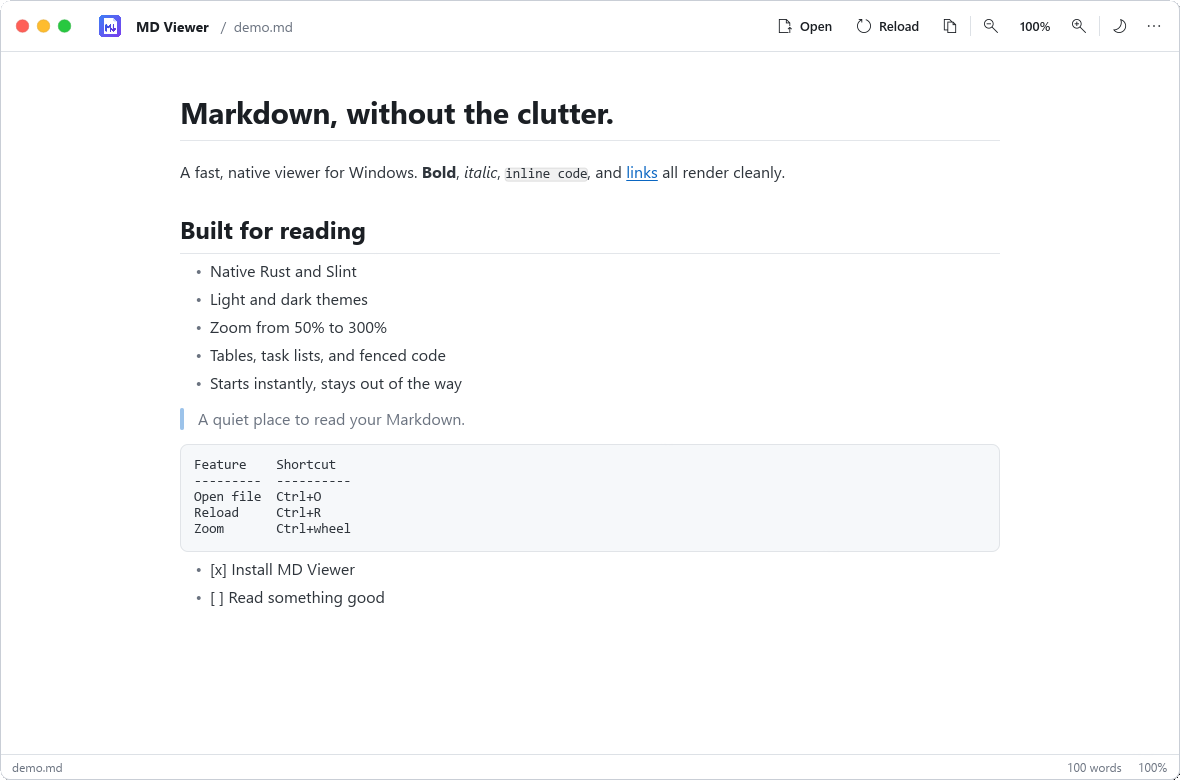 MD Viewer / demo.md Open Reload 100%
Markdown, without the clutter.
A fast, native viewer for Windows. Bold, italic, inline code, and links all render cleanly.
Built for reading
• Native Rust and Slint
• Light and dark themes
• Zoom from 50% to 300%
• Tables, task lists, and fenced code
• Starts instantly, stays out of the way
A quiet place to read your Markdown.
Feature    Shortcut
---------  ----------
Open file  Ctrl+O
Reload     Ctrl+R
Zoom       Ctrl+wheel
• [x] Install MD Viewer
• [ ] Read something good
demo.md 100 words 100%